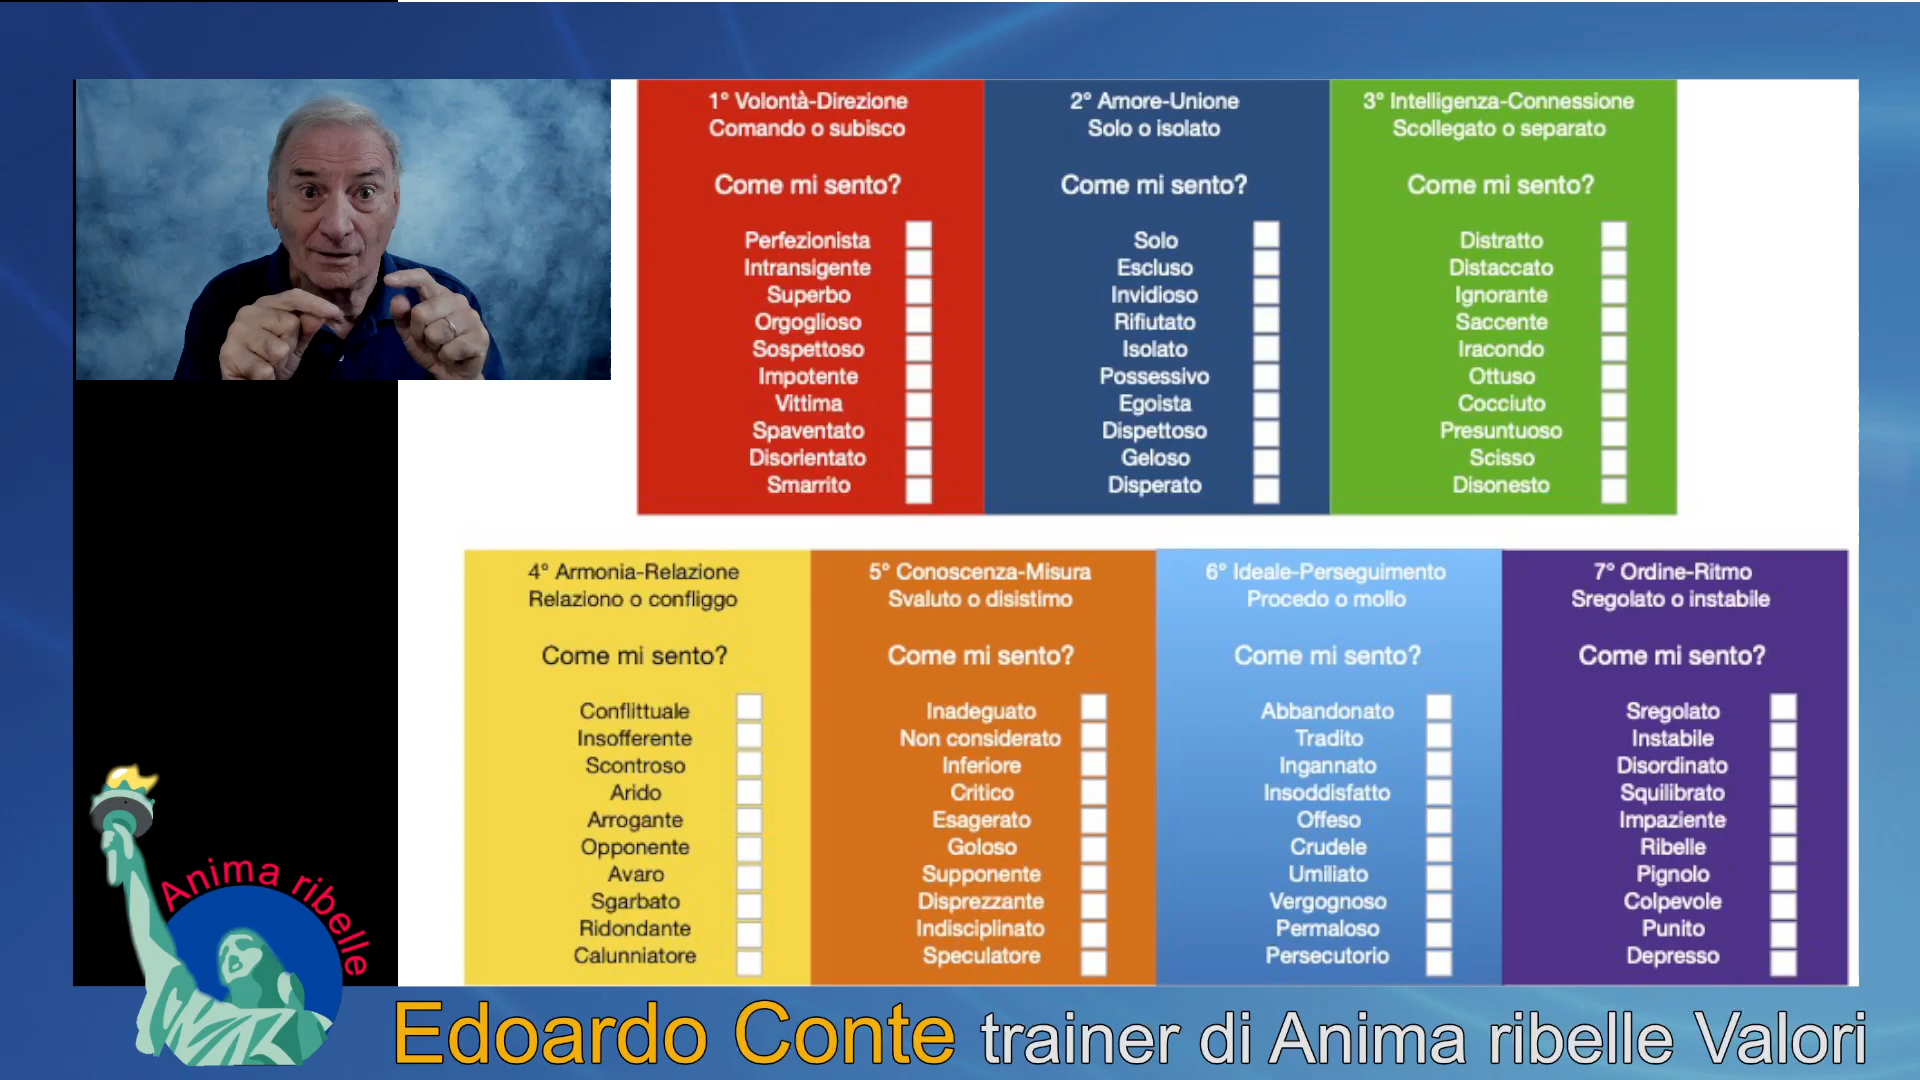 1° Volontà-Direzione
Comando o subisco
Come mi sento?
Perfezionista
Intransigente
Superbo
Orgoglioso
Sospettoso
Impotente
Vittima
Spaventato
Disorientato
Smarrito
2° Amore-Unione
Solo o isolato
Come mi sento?
Solo
Escluso
Invidioso
Rifiutato
Isolato
Possessivo
Egoista
Dispettoso
Geloso
Disperato
3° Intelligenza-Connessione
Scollegato o separato
Come mi sento?
Distratto
Distaccato
Ignorante
Saccente
Iracondo
Ottuso
Cocciuto
Presuntuoso
Scisso
Disonesto
4° Armonia-Relazione
Relaziono o confliggo
Come mi sento?
Conflittuale
Insofferente
Scontroso
Arido
Arrogante
Opponente
Avaro
Sgarbato
Ridondante
Calunniatore
5° Conoscenza-Misura
Svaluto o disistimo
Come mi sento?
Inadeguato
Non considerato
Inferiore
Critico
Esagerato
Goloso
Supponente
Disprezzante
Indisciplinato
Speculatore
6° Ideale-Perseguimento
Procedo o mollo
Come mi sento?
Abbandonato
Tradito
Ingannato
Insoddisfatto
Offeso
Crudele
Umiliato
Vergognoso
Permaloso
Persecutorio
7° Ordine-Ritmo
Sregolato o instabile
Come mi sento?
Sregolato
Instabile
Disordinato
Squilibrato
Impaziente
Ribelle
Pignolo
Colpevole
Punito
Depresso
Anima ribelle
Edoardo Conte trainer di Anima ribelle Valori